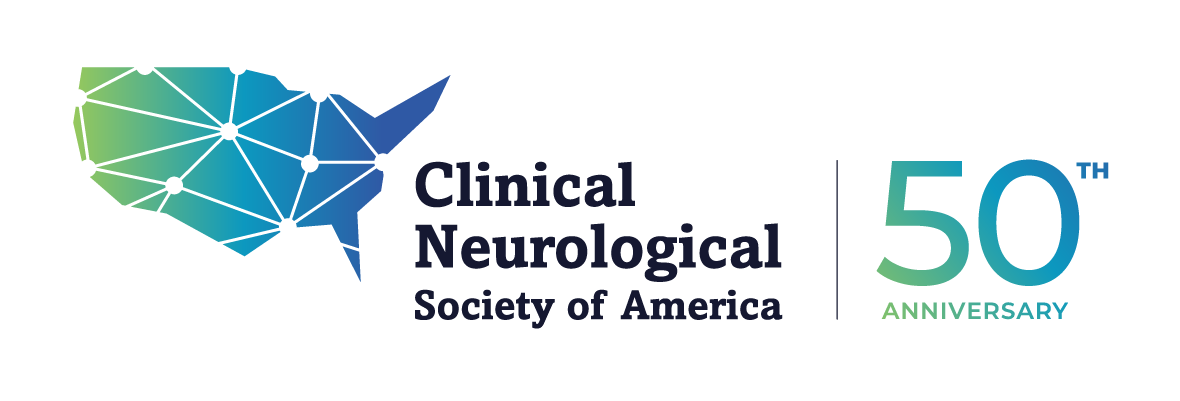 Clinical
Neurological
Society of America
50TH
ANNIVERSARY